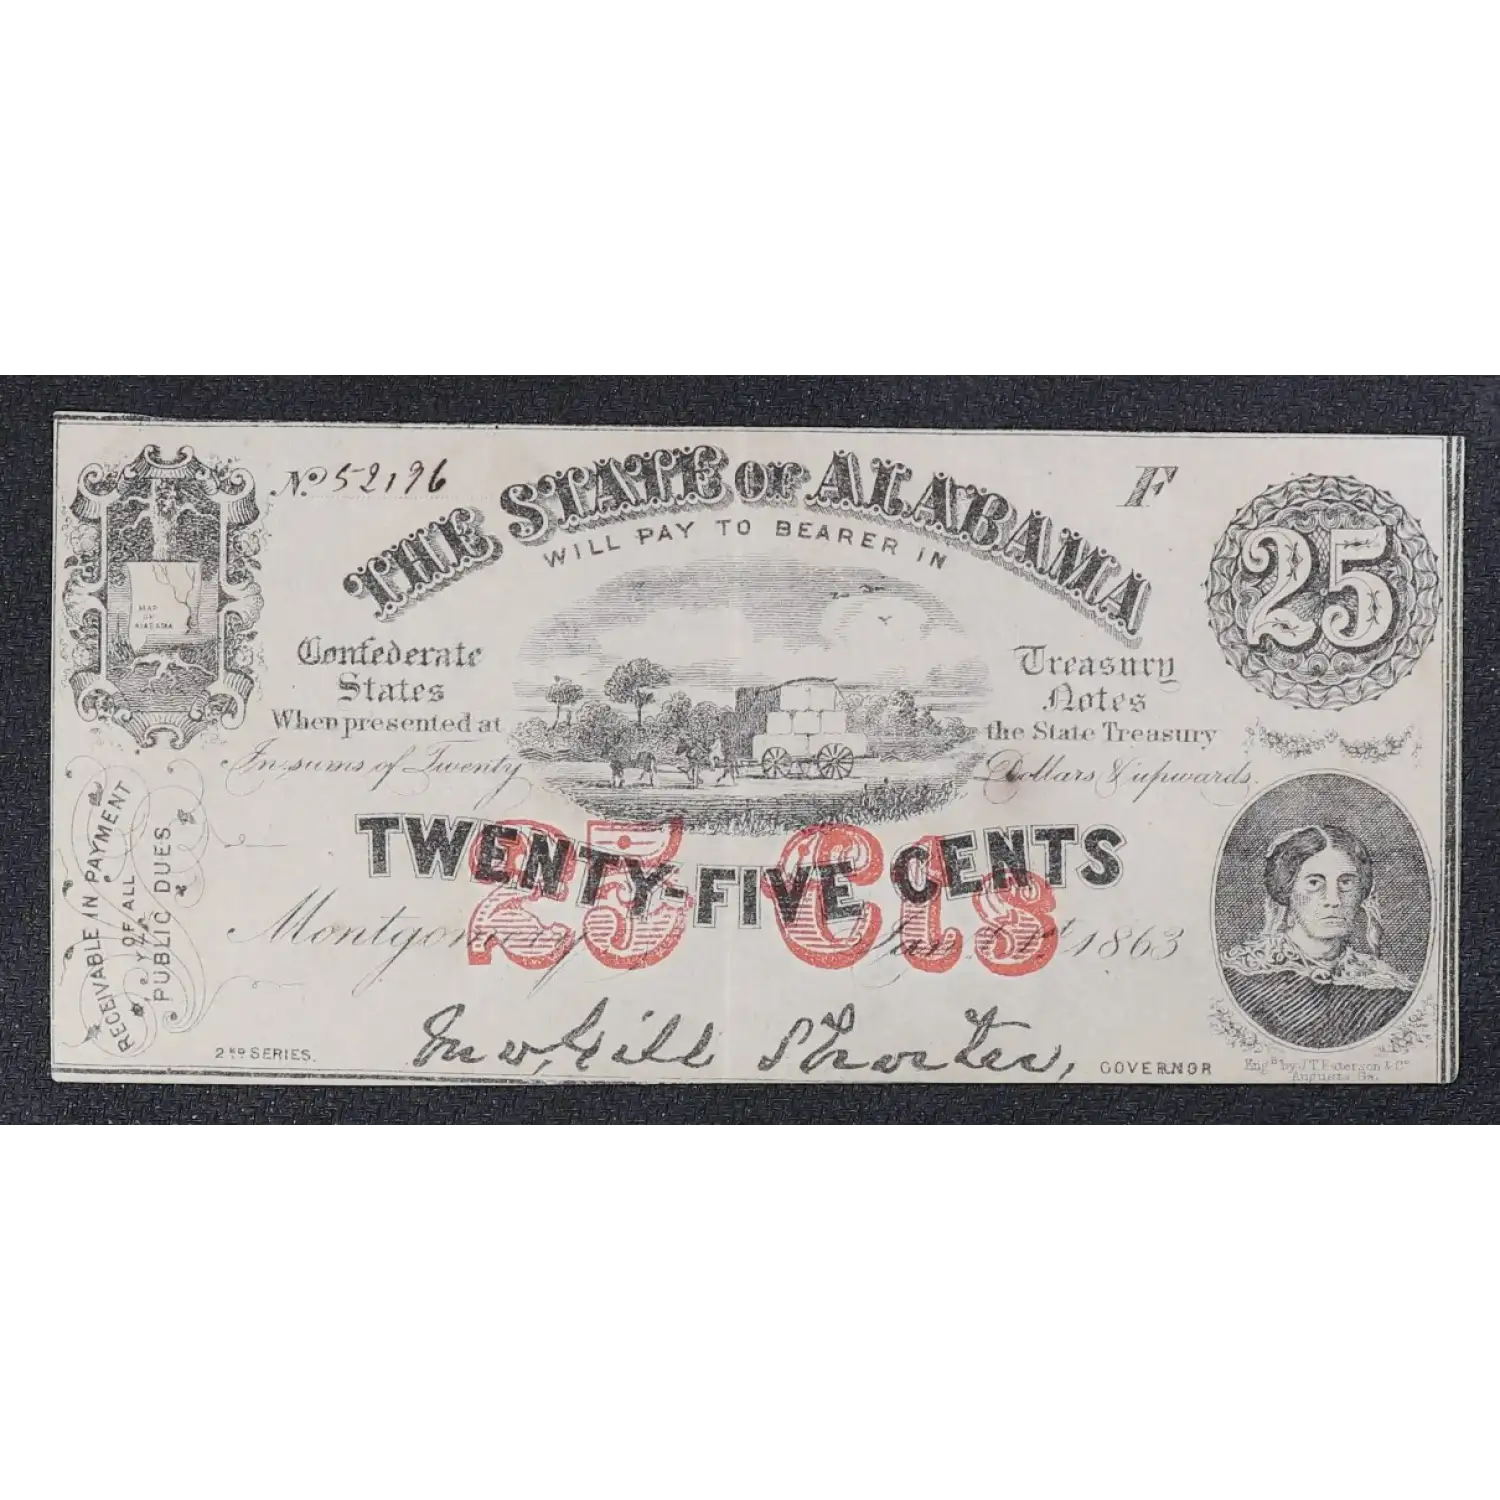 No 52196
THE STATE OF ALABAMA
F
25
WILL PAY TO BEARER IN
MAP OF ALABAMA
Confederate States
Treasury Notes
When presented at the State Treasury
In sums of Twenty Dollars & upwards.
TWENTY-FIVE CENTS
25 Cts
Montgomery Jan. 1st 1863
RECEIVABLE IN PAYMENT
OF ALL
PUBLIC DUES
2ND SERIES.
Jno. Gill Shorter, GOVERNOR
Engd by J.T. Paterson & Co
Augusta Ga.